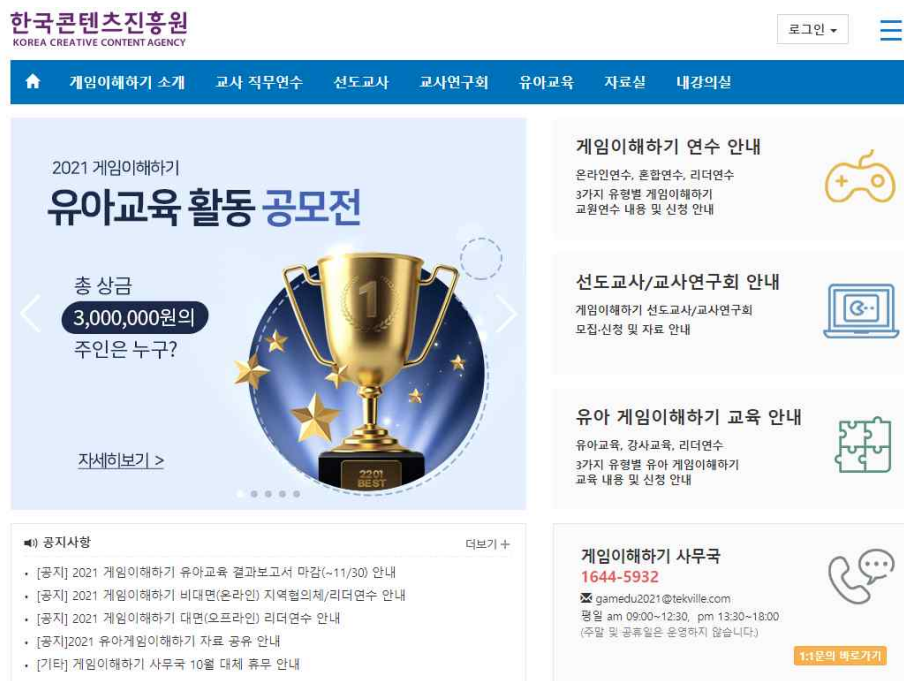 한국콘텐츠진흥원
KOREA CREATIVE CONTENT AGENCY
로그인
게임이해하기 소개 교사 직무연수 선도교사 교사연구회 유아교육 자료실 내강의실
2021 게임이해하기
유아교육 활동 공모전
총 상금
3,000,000원의
주인은 누구?
자세히보기 >
1
2201
BEST
게임이해하기 연수 안내
온라인연수, 혼합연수, 리더연수
3가지 유형별 게임이해하기
교원연수 내용 및 신청 안내
선도교사/교사연구회 안내
게임이해하기 선도교사/교사연구회
모집·신청 및 자료 안내
유아 게임이해하기 교육 안내
유아교육, 강사교육, 리더연수
3가지 유형별 유아 게임이해하기
교육 내용 및 신청 안내
공지사항 더보기 +
• [공지] 2021 게임이해하기 유아교육 결과보고서 마감(~11/30) 안내
• [공지] 2021 게임이해하기 비대면(온라인) 지역협의체/리더연수 안내
• [공지] 2021 게임이해하기 대면(오프라인) 리더연수 안내
• [공지]2021 유아게임이해하기 자료 공유 안내
• [기타] 게임이해하기 사무국 10월 대체 휴무 안내
게임이해하기 사무국
1644-5932
gamedu2021@tekville.com
평일 am 09:00~12:30, pm 13:30~18:00
(주말 및 공휴일은 운영하지 않습니다.)
1:1문의 바로가기